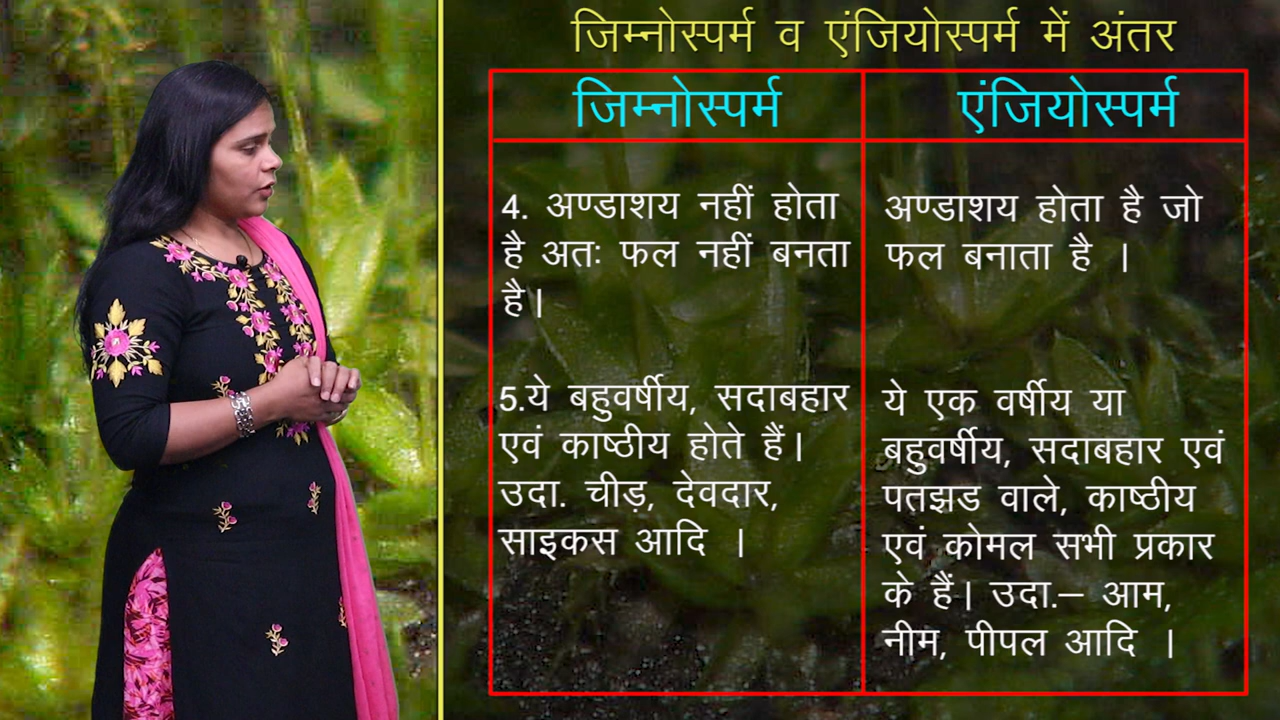 जिम्नोस्पर्म व एंजियोस्पर्म में अंतर
जिम्नोस्पर्म
एंजियोस्पर्म
4. अण्डाशय नहीं होता
है अतः फल नहीं बनता
है।
अण्डाशय होता है जो
फल बनाता है ।
5.ये बहुवर्षीय, सदाबहार
एवं काष्ठीय होते हैं।
उदा. चीड़, देवदार,
साइकस आदि ।
ये एक वर्षीय या
बहुवर्षीय, सदाबहार एवं
पतझड वाले, काष्ठीय
एवं कोमल सभी प्रकार
के हैं। उदा.– आम,
नीम, पीपल आदि ।